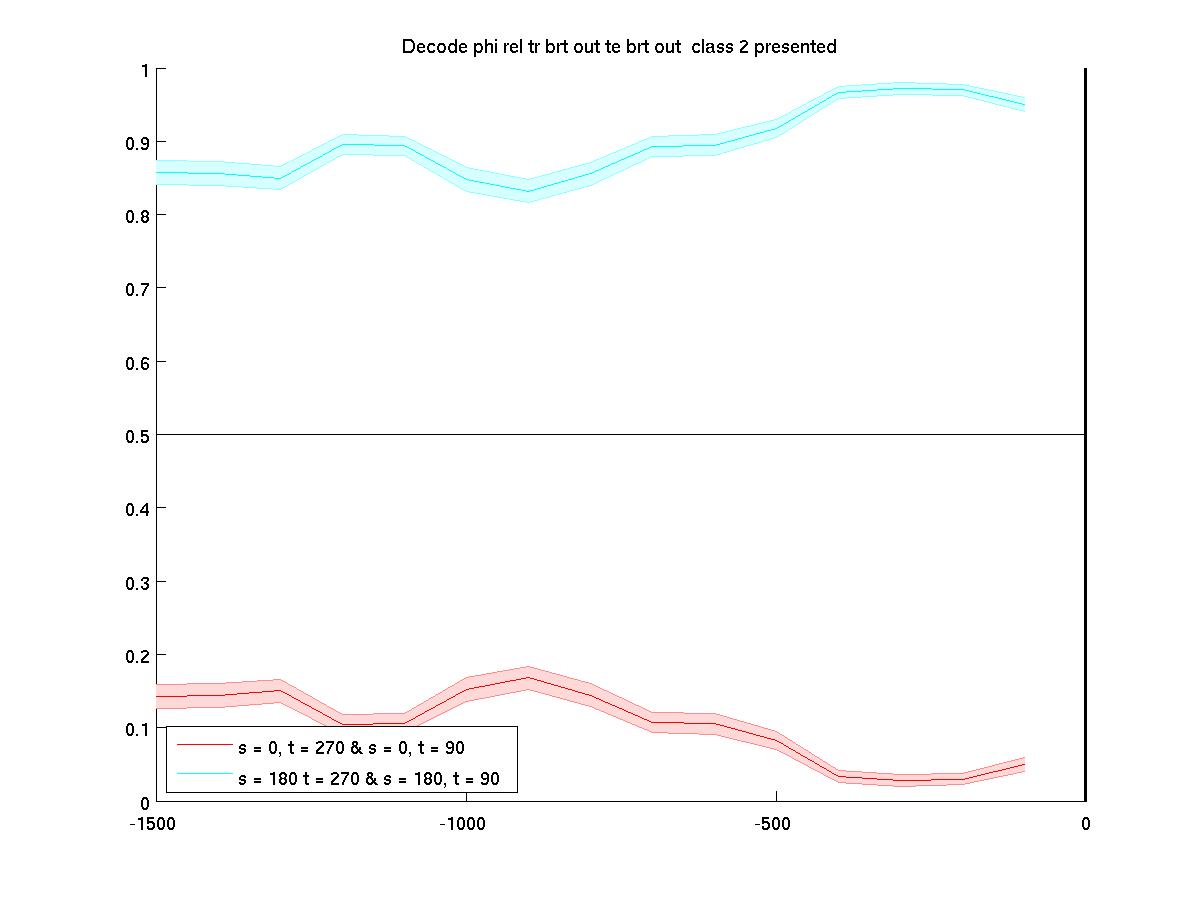 Decode phi rel tr brt out te brt out  class 2 presented
1
0.9
0.8
0.7
0.6
0.5
0.4
0.3
0.2
0.1
0
s = 0, t = 270 & s = 0, t = 90
s = 180 t = 270 & s = 180, t = 90
-1500 -1000 -500 0